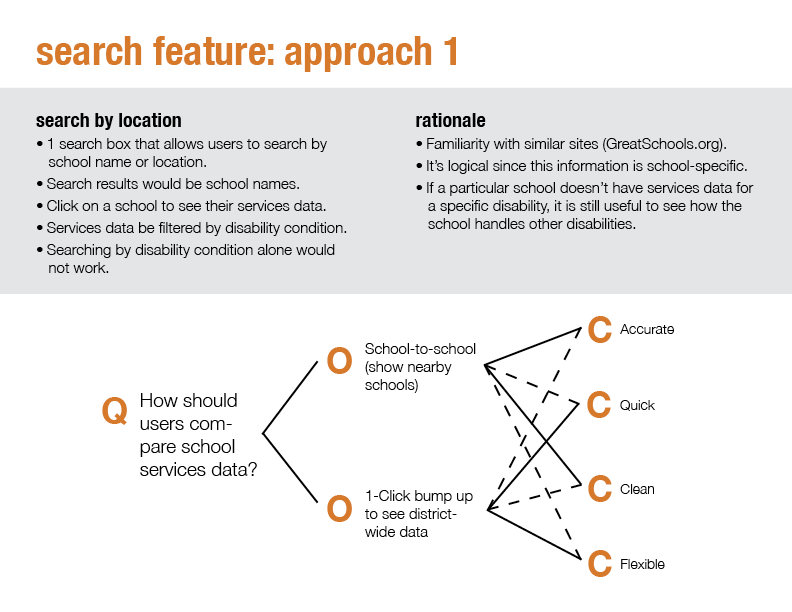 search feature: approach 1
search by location
• 1 search box that allows users to search by
school name or location.
• Search results would be school names.
• Click on a school to see their services data.
• Services data be filtered by disability condition.
• Searching by disability condition alone would
not work.
rationale
• Familiarity with similar sites (GreatSchools.org).
• It’s logical since this information is school-specific.
• If a particular school doesn’t have services data for
a specific disability, it is still useful to see how the
school handles other disabilities.
Q
How should
users com-
pare school
services data?
O
School-to-school
(show nearby
schools)
O
1-Click bump up
to see district-
wide data
C
Accurate
C
Quick
C
Clean
C
Flexible